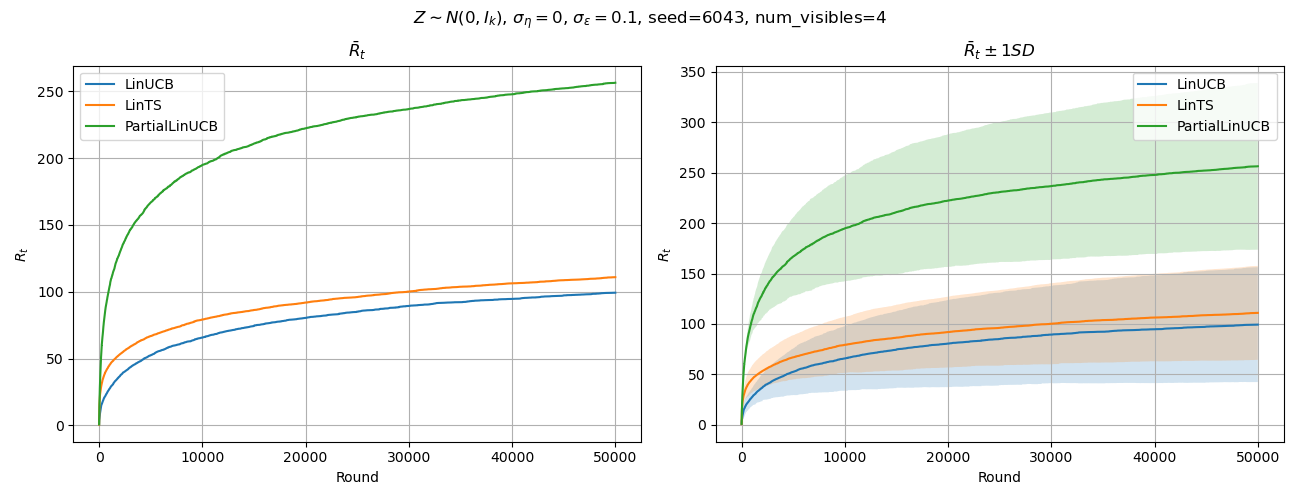 Z ∼ N(0, I_k), σ_η = 0, σ_ε = 0.1, seed=6043, num_visibles=4
R̄_t
R_t
250
200
150
100
50
0
LinUCB
LinTS
PartialLinUCB
0 10000 20000 30000 40000 50000
Round
R̄_t ± 1SD
R_t
350
300
250
200
150
100
50
0
LinUCB
LinTS
PartialLinUCB
0 10000 20000 30000 40000 50000
Round